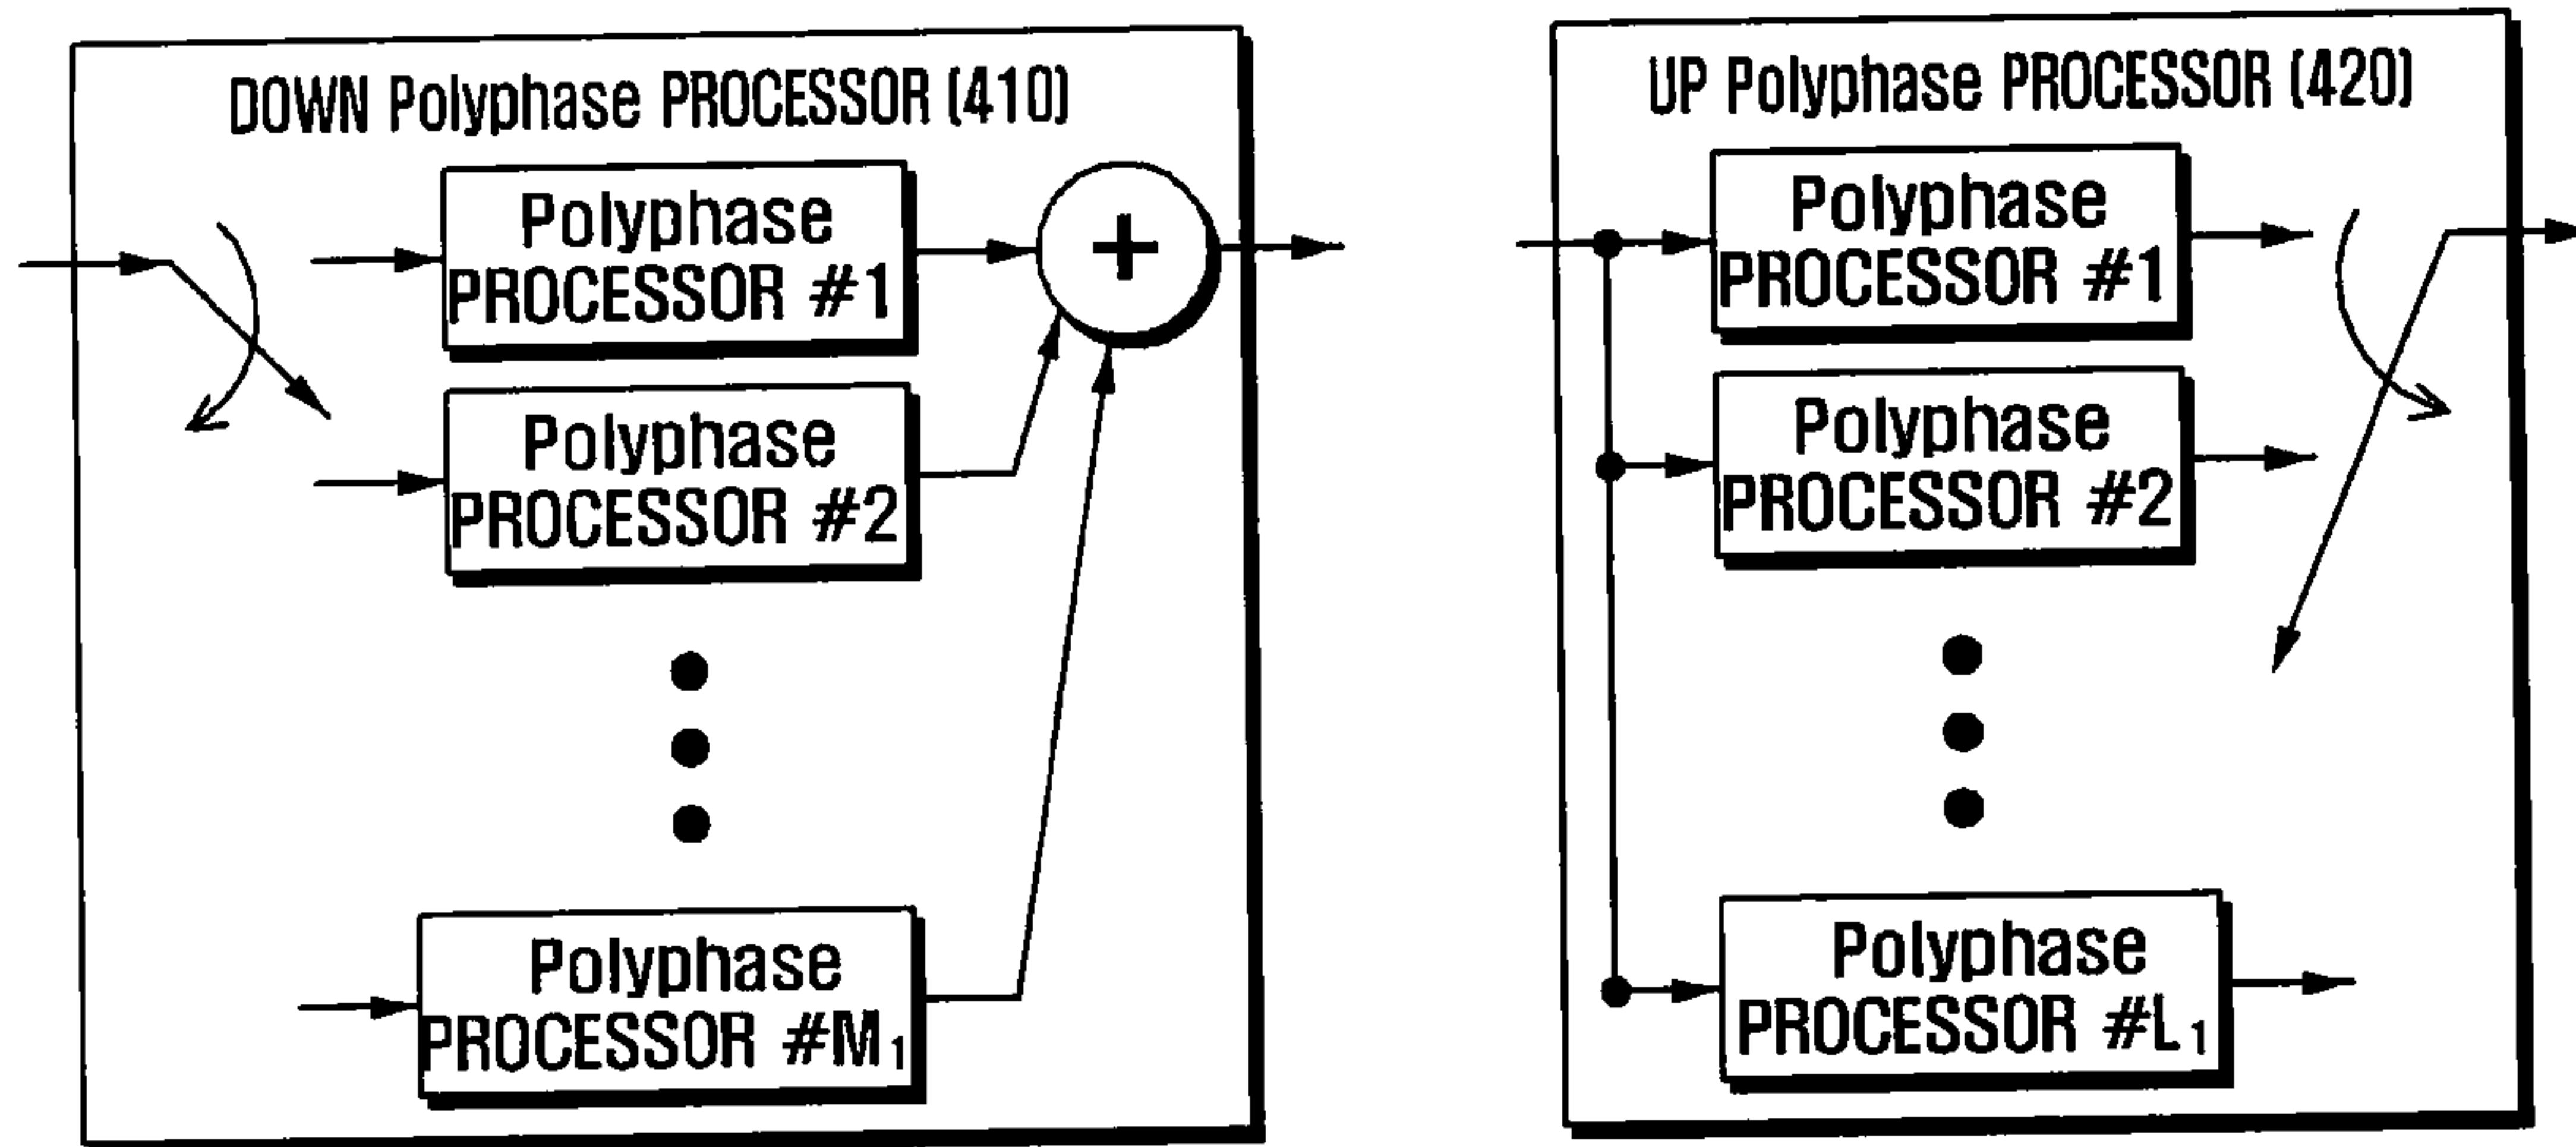 DOWN Polyphase PROCESSOR (410)
Polyphase
PROCESSOR #1
+
Polyphase
PROCESSOR #2
Polyphase
PROCESSOR #M₁
UP Polyphase PROCESSOR (420)
Polyphase
PROCESSOR #1
Polyphase
PROCESSOR #2
Polyphase
PROCESSOR #L₁